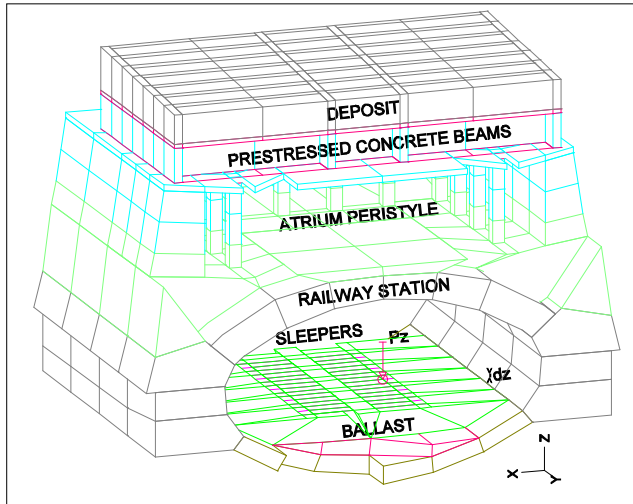 DEPOSIT
PRESTRESSED CONCRETE BEAMS
ATRIUM PERISTYLE
RAILWAY STATION
SLEEPERS
Pz
dz
BALLAST
Z
X
Y